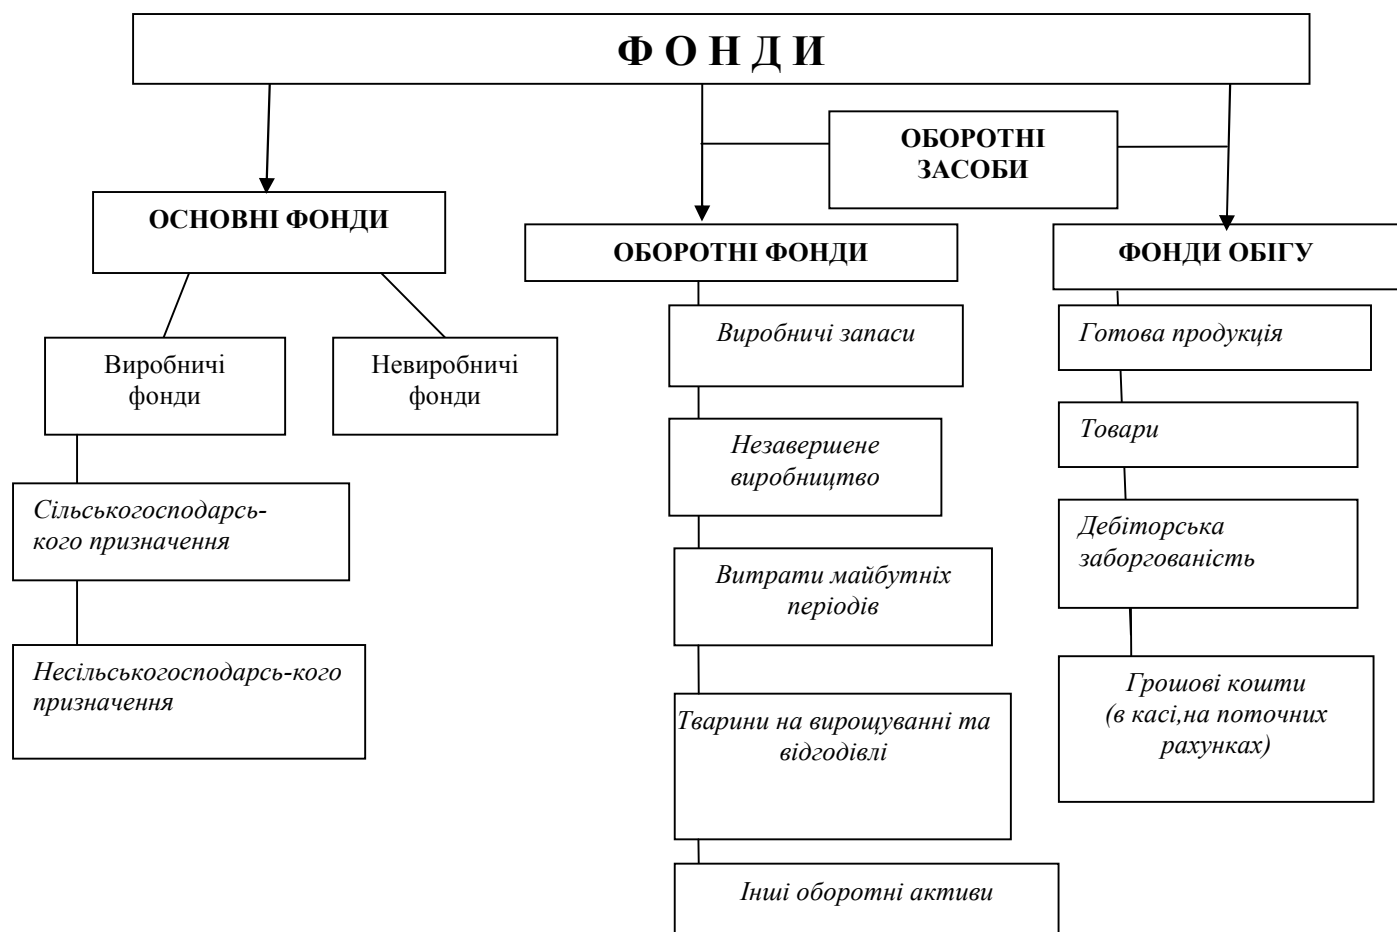 Ф О Н Д И
ОБОРОТНІ
ЗАСОБИ
ОСНОВНІ ФОНДИ
ОБОРОТНІ ФОНДИ
ФОНДИ ОБІГУ
Виробничі
фонди
Невиробничі
фонди
Сільськогосподарсь-
кого призначення
Несільськогосподарсь-кого
призначення
Виробничі запаси
Незавершене
виробництво
Витрати майбутніх
періодів
Тварини на вирощуванні та
відгодівлі
Інші оборотні активи
Готова продукція
Товари
Дебіторська
заборгованість
Грошові кошти
(в касі,на поточних
рахунках)